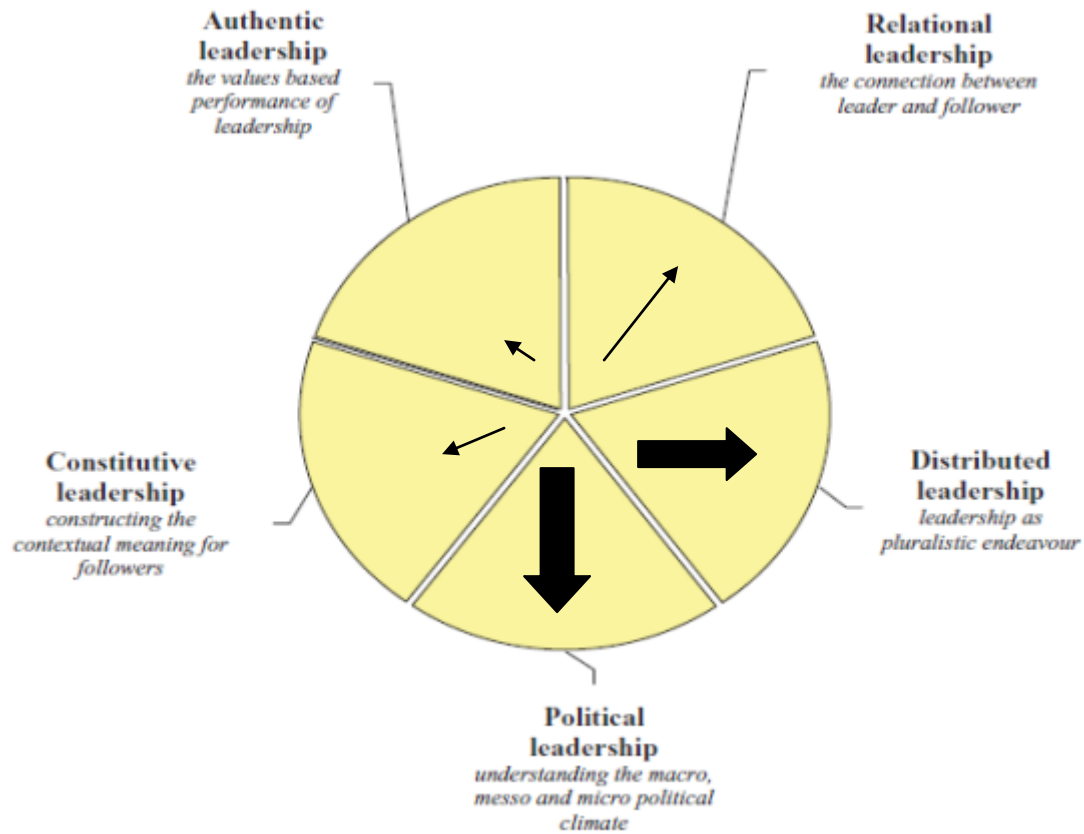 Authentic
leadership
the values based
performance of
leadership
Relational
leadership
the connection between
leader and follower
Constitutive
leadership
constructing the
contextual meaning for
followers
Distributed
leadership
leadership as
pluralistic endeavour
Political
leadership
understanding the macro,
messo and micro political
climate